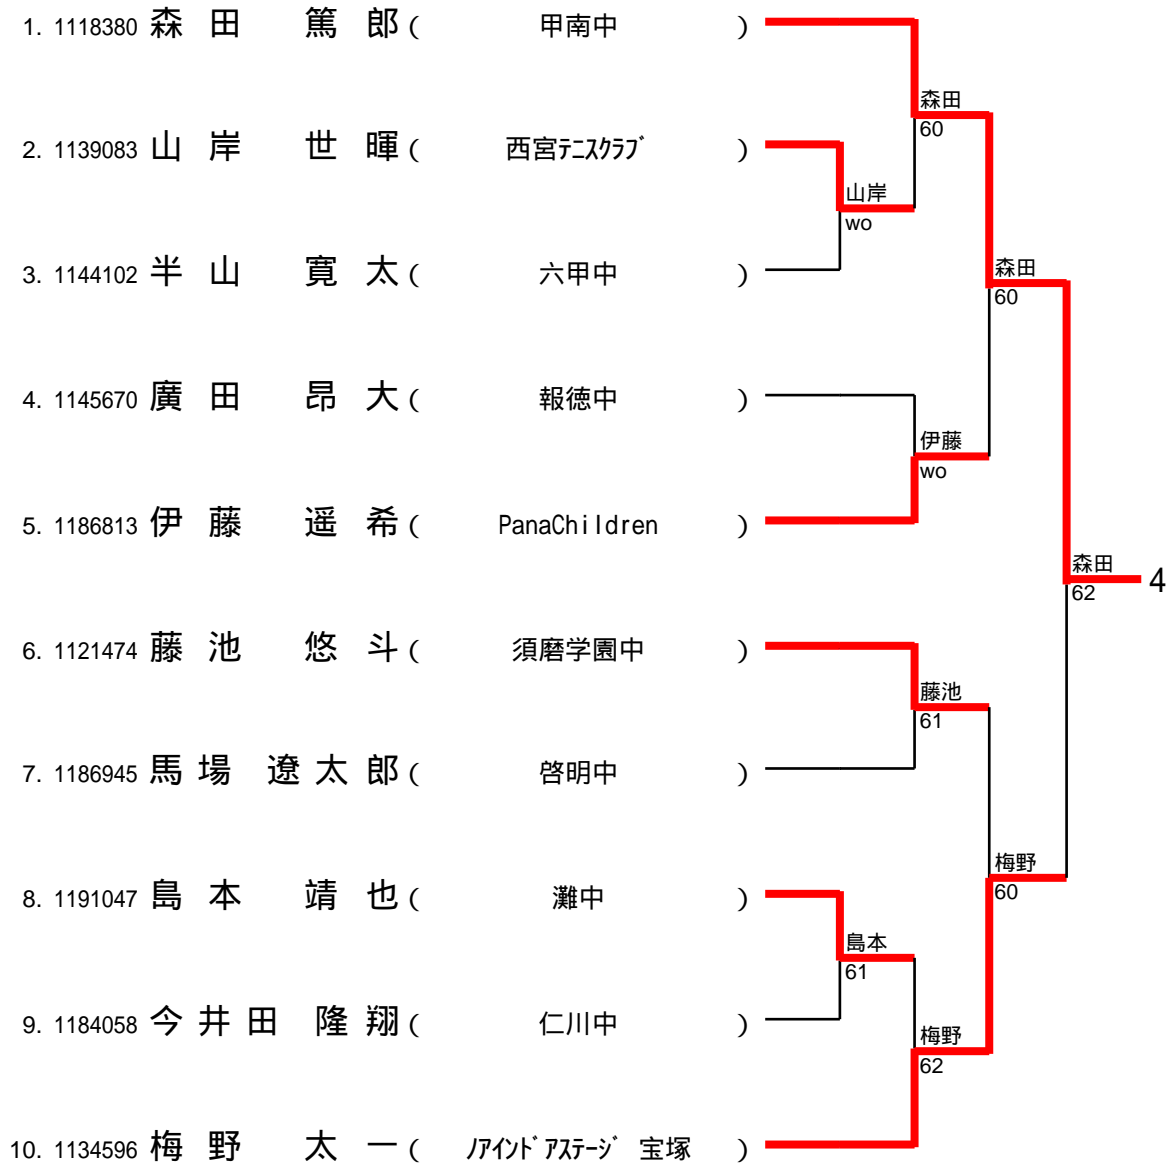 1. 1118380 森田 篤郎 ( 甲南中 )
森田
60
2. 1139083 山岸 世暉 ( 西宮ﾃﾆｽｸﾗﾌﾞ )
山岸
wo
3. 1144102 半山 寛太 ( 六甲中 )
森田
60
4. 1145670 廣田 昂大 ( 報徳中 )
伊藤
wo
5. 1186813 伊藤 遥希 ( PanaChildren )
森田
62
4
6. 1121474 藤池 悠斗 ( 須磨学園中 )
藤池
61
7. 1186945 馬場 遼太郎 ( 啓明中 )
梅野
60
8. 1191047 島本 靖也 ( 灘中 )
島本
61
9. 1184058 今井田 隆翔 ( 仁川中 )
梅野
62
10. 1134596 梅野 太一 ( ﾉｱｲﾝﾄﾞｱｽﾃｰｼﾞ 宝塚 )